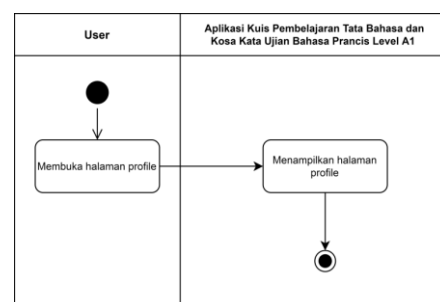 User
Aplikasi Kuis Pembelajaran Tata Bahasa dan
Kosa Kata Ujian Bahasa Prancis Level A1
Membuka halaman profile
Menampilkan halaman
profile